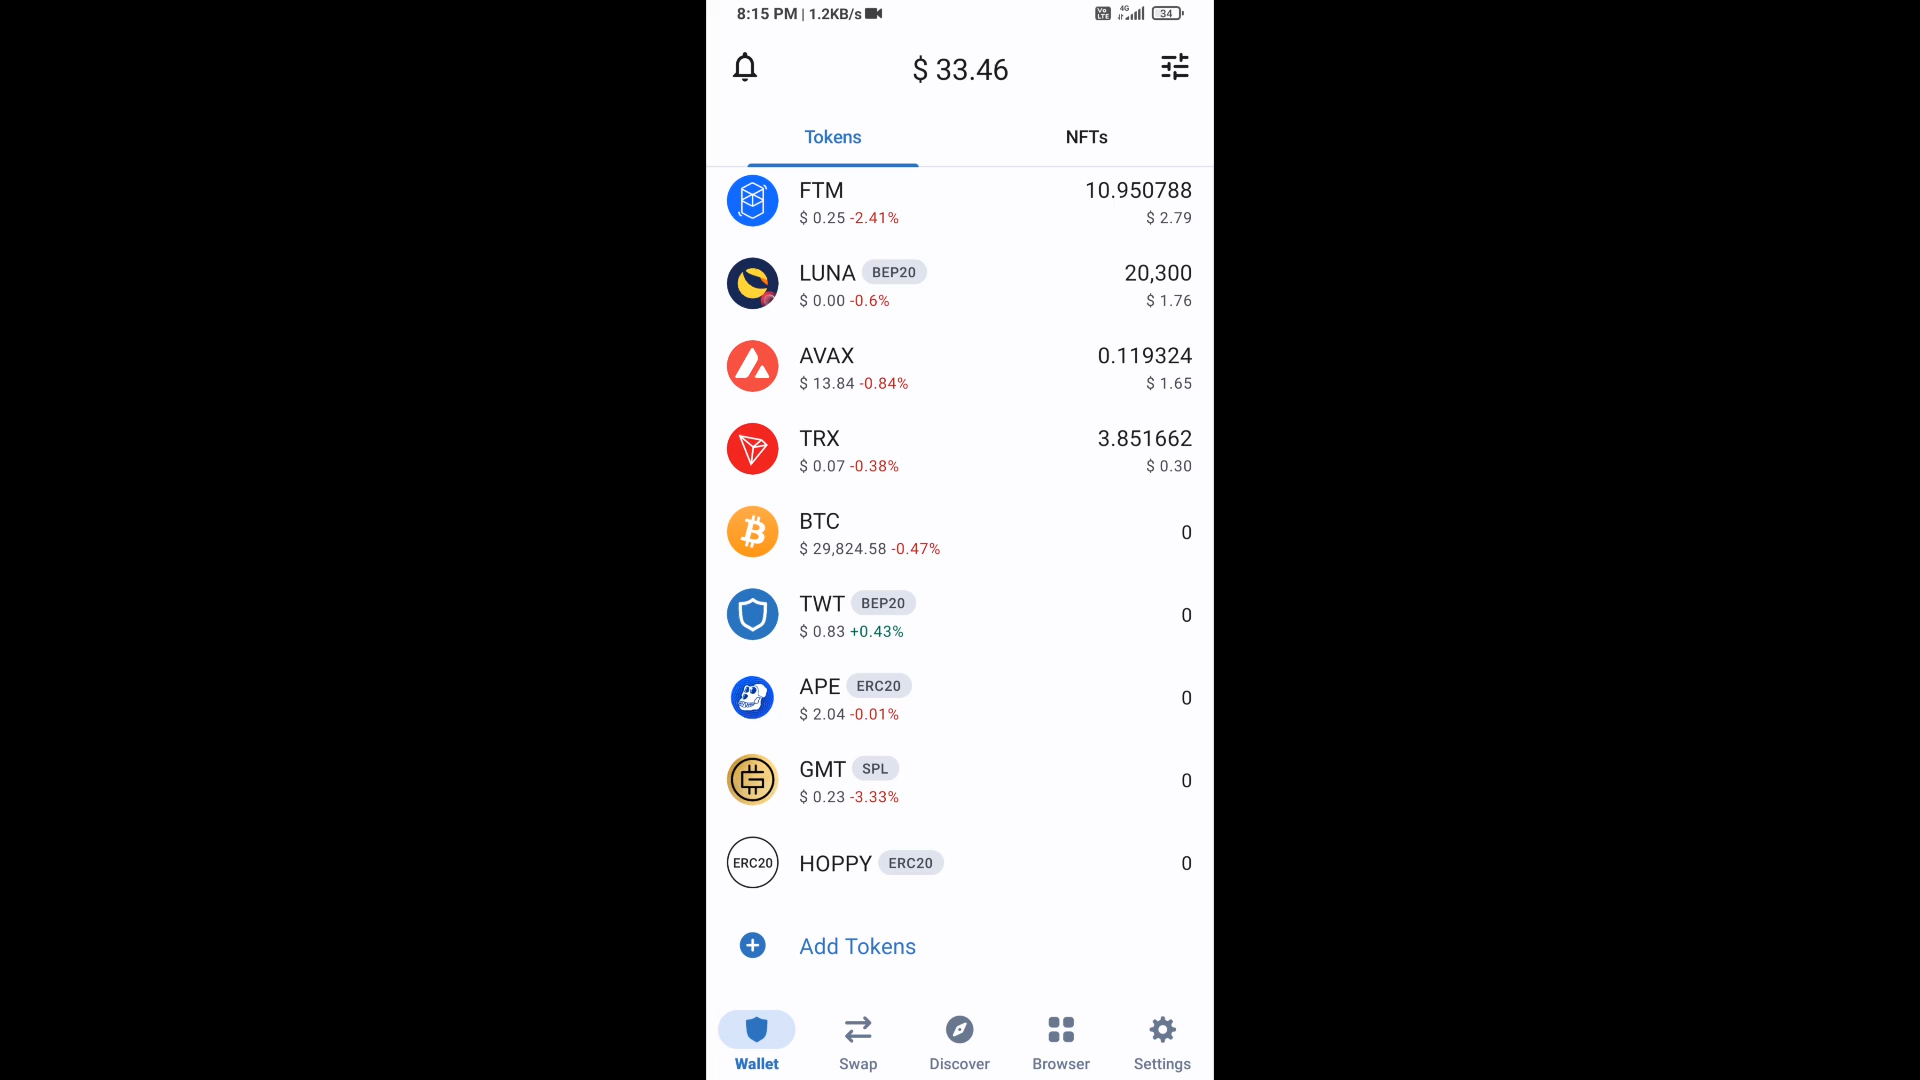 8:15 PM | 1.2KB/s Vo LTE 4G 34
$ 33.46
Tokens NFTs
FTM 10.950788
$ 0.25 -2.41% $ 2.79
LUNA BEP20 20,300
$ 0.00 -0.6% $ 1.76
AVAX 0.119324
$ 13.84 -0.84% $ 1.65
TRX 3.851662
$ 0.07 -0.38% $ 0.30
BTC 0
$ 29,824.58 -0.47%
TWT BEP20 0
$ 0.83 +0.43%
APE ERC20 0
$ 2.04 -0.01%
GMT SPL 0
$ 0.23 -3.33%
ERC20 HOPPY ERC20 0
Add Tokens
Wallet Swap Discover Browser Settings